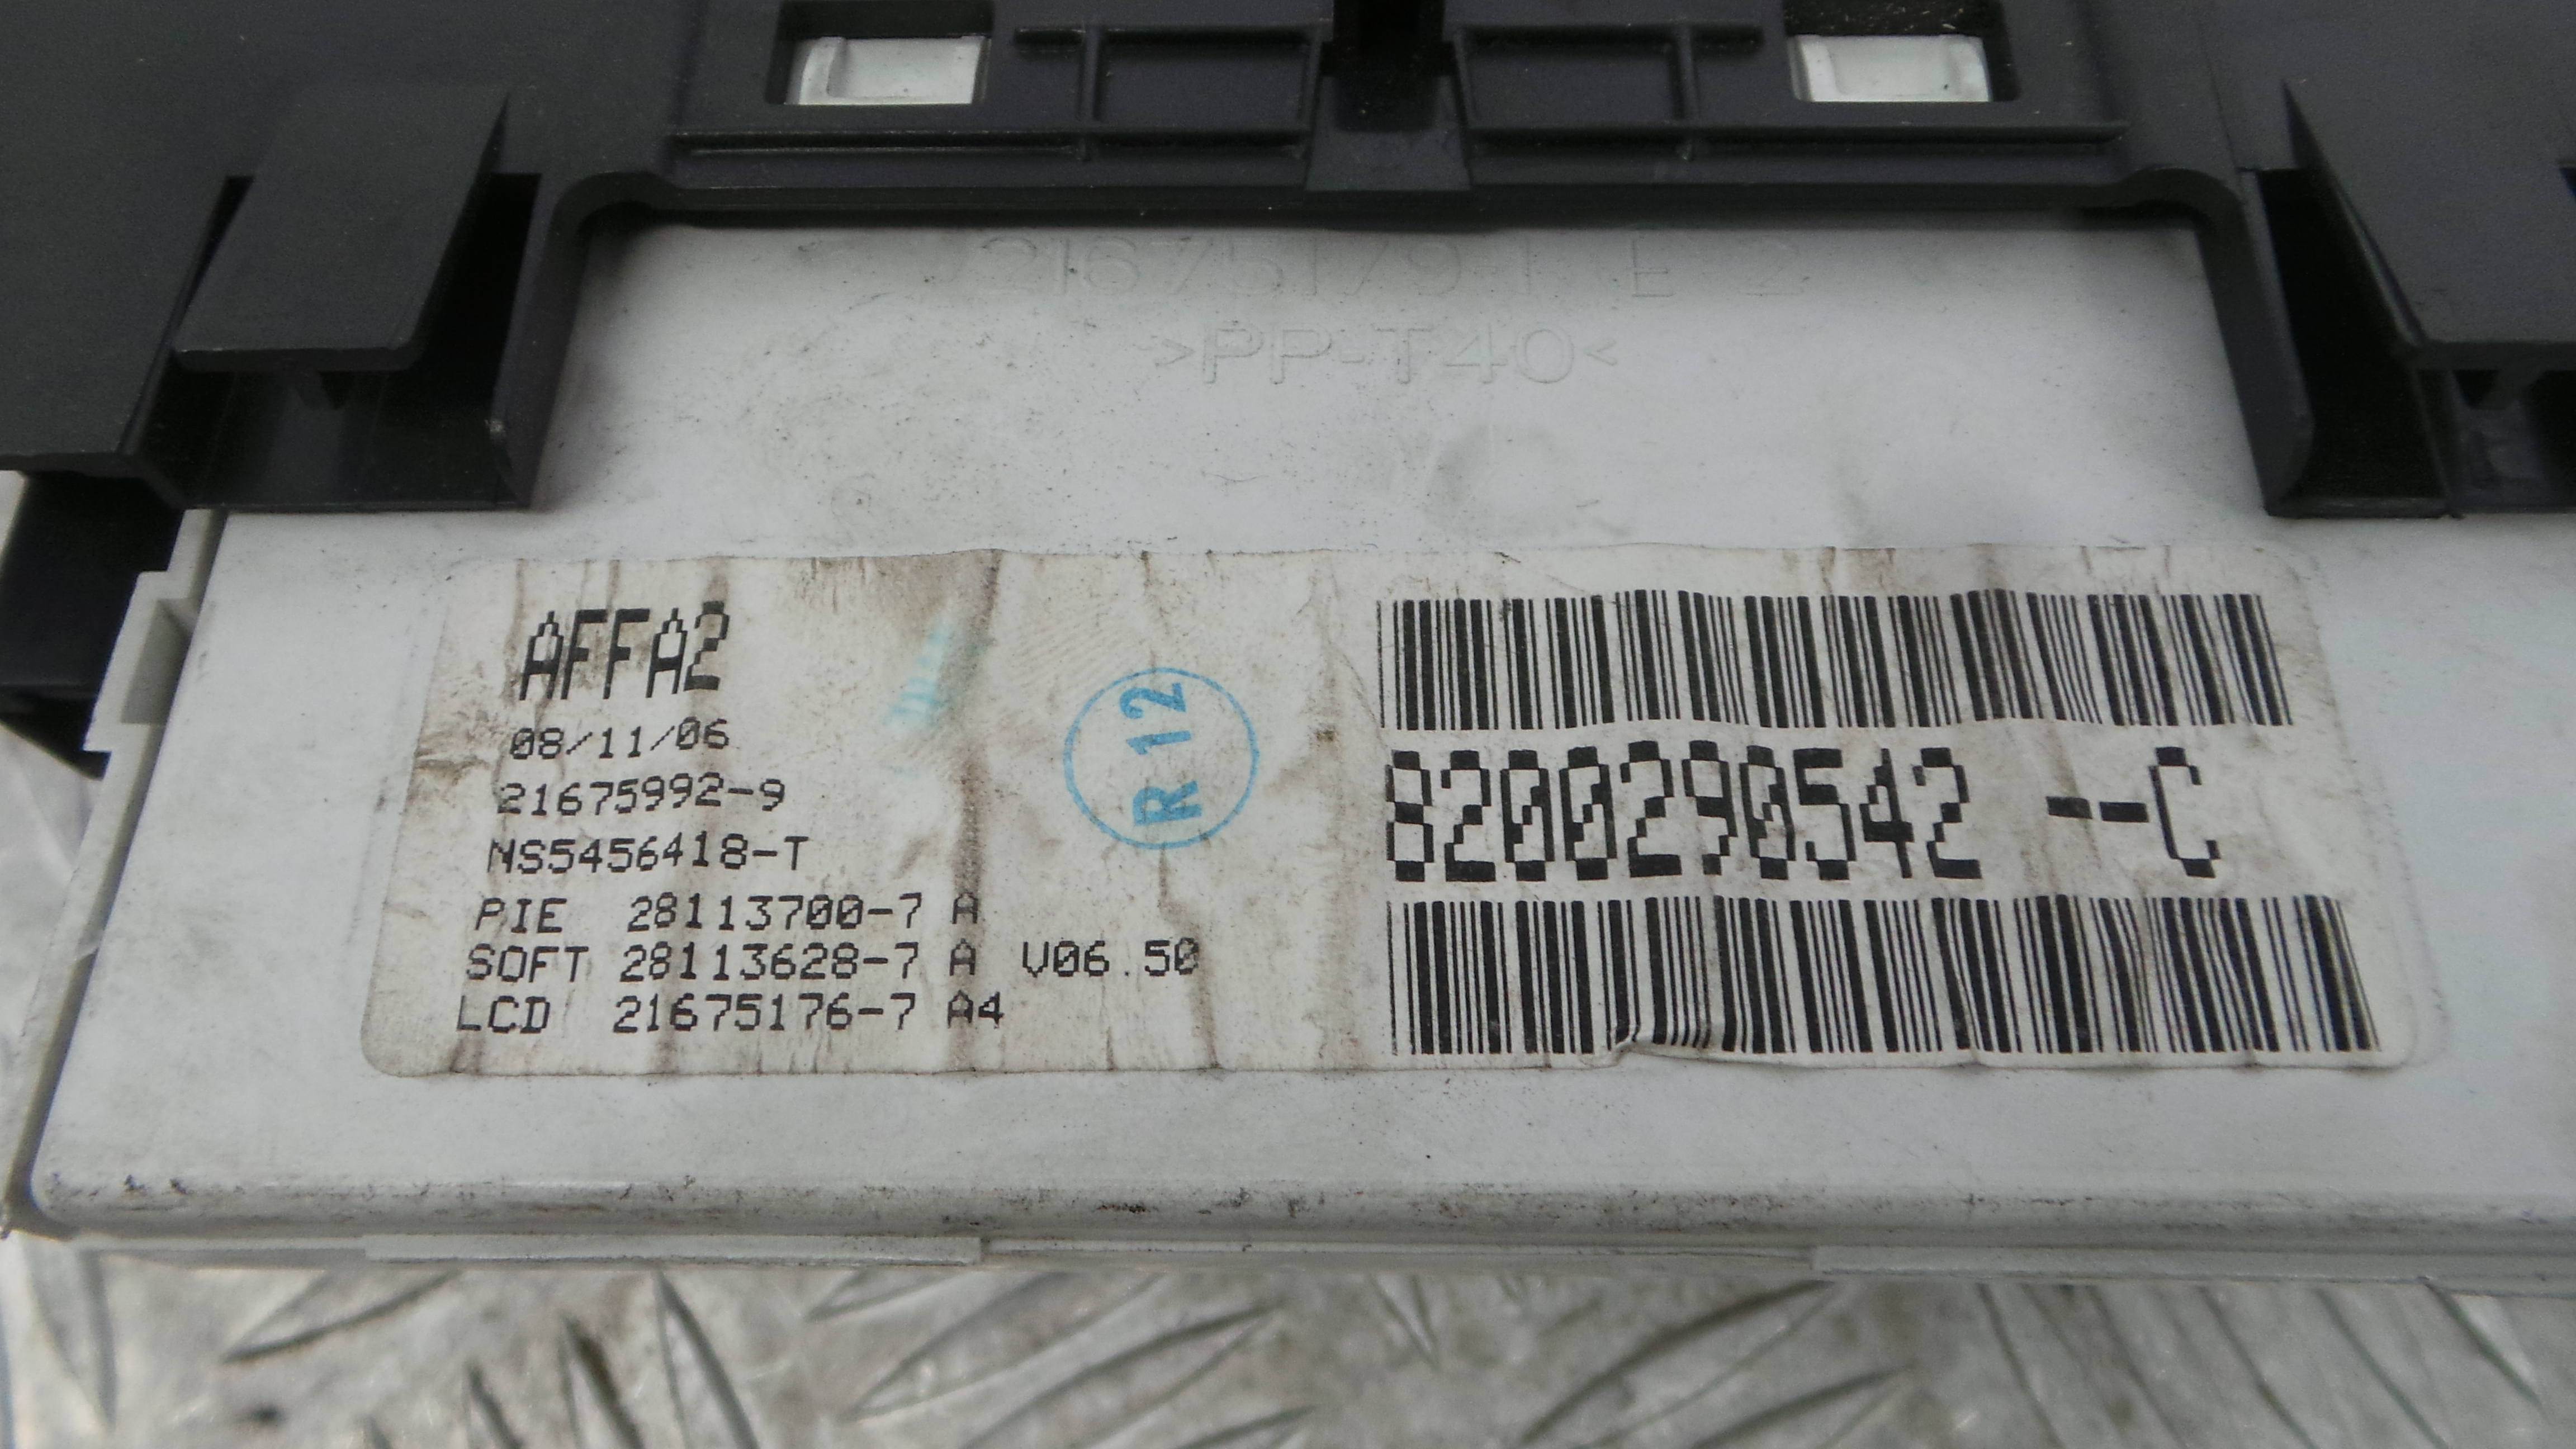 21675179-1 E 2
>PP-T40<
AFFA2
08/11/06
21675992-9
NS5456418-T
PIE 28113700-7 A
SOFT 28113628-7 A V06.50
LCD 21675176-7 A4
R 12
8200290542 --C